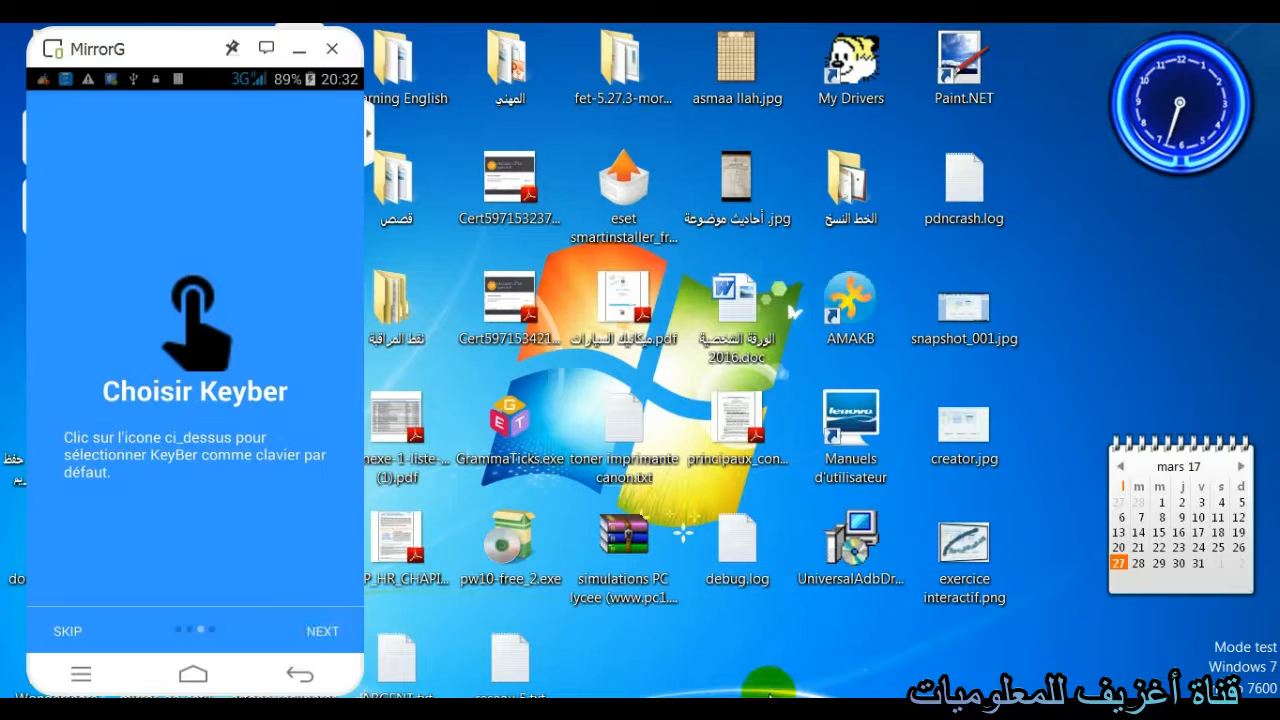 MirrorG
3G 89% 20:32
Choisir Keyber
Clic sur l'icone ci_dessus pour
sélectionner KeyBer comme clavier par
défaut.
SKIP
NEXT
rning English
المهني
fet-5.27.3-mor...
asmaa llah.jpg
My Drivers
Paint.NET
قصص
Cert597153237...
eset
smartinstaller_fr...
أحاديث موضوعة .jpg
الخط النسخ
pdncrash.log
نقط المراقبة
Cert597153421...
ميكانيك السيارات.pdf
الورقة الشخصية
2016.doc
AMAKB
snapshot_001.jpg
nexe-1-liste-...
(1).pdf
GrammaTicks.exe
toner imprimante
canon.txt
principaux_con...
Manuels
d'utilisateur
creator.jpg
P_HR_CHAPI...
pw10-free_2.exe
simulations PC
lycee (www.pc1....
debug.log
UniversalAdbDr...
exercice
interactif.png
do
mars 17
l m m j v s d
27 28 1 2 3 4 5
6 7 8 9 10 11 12
13 14 15 16 17 18 19
20 21 22 23 24 25 26
27 28 29 30 31 1 2
Mode test
Windows 7
7600
قناة أغزيف للمعلوميات